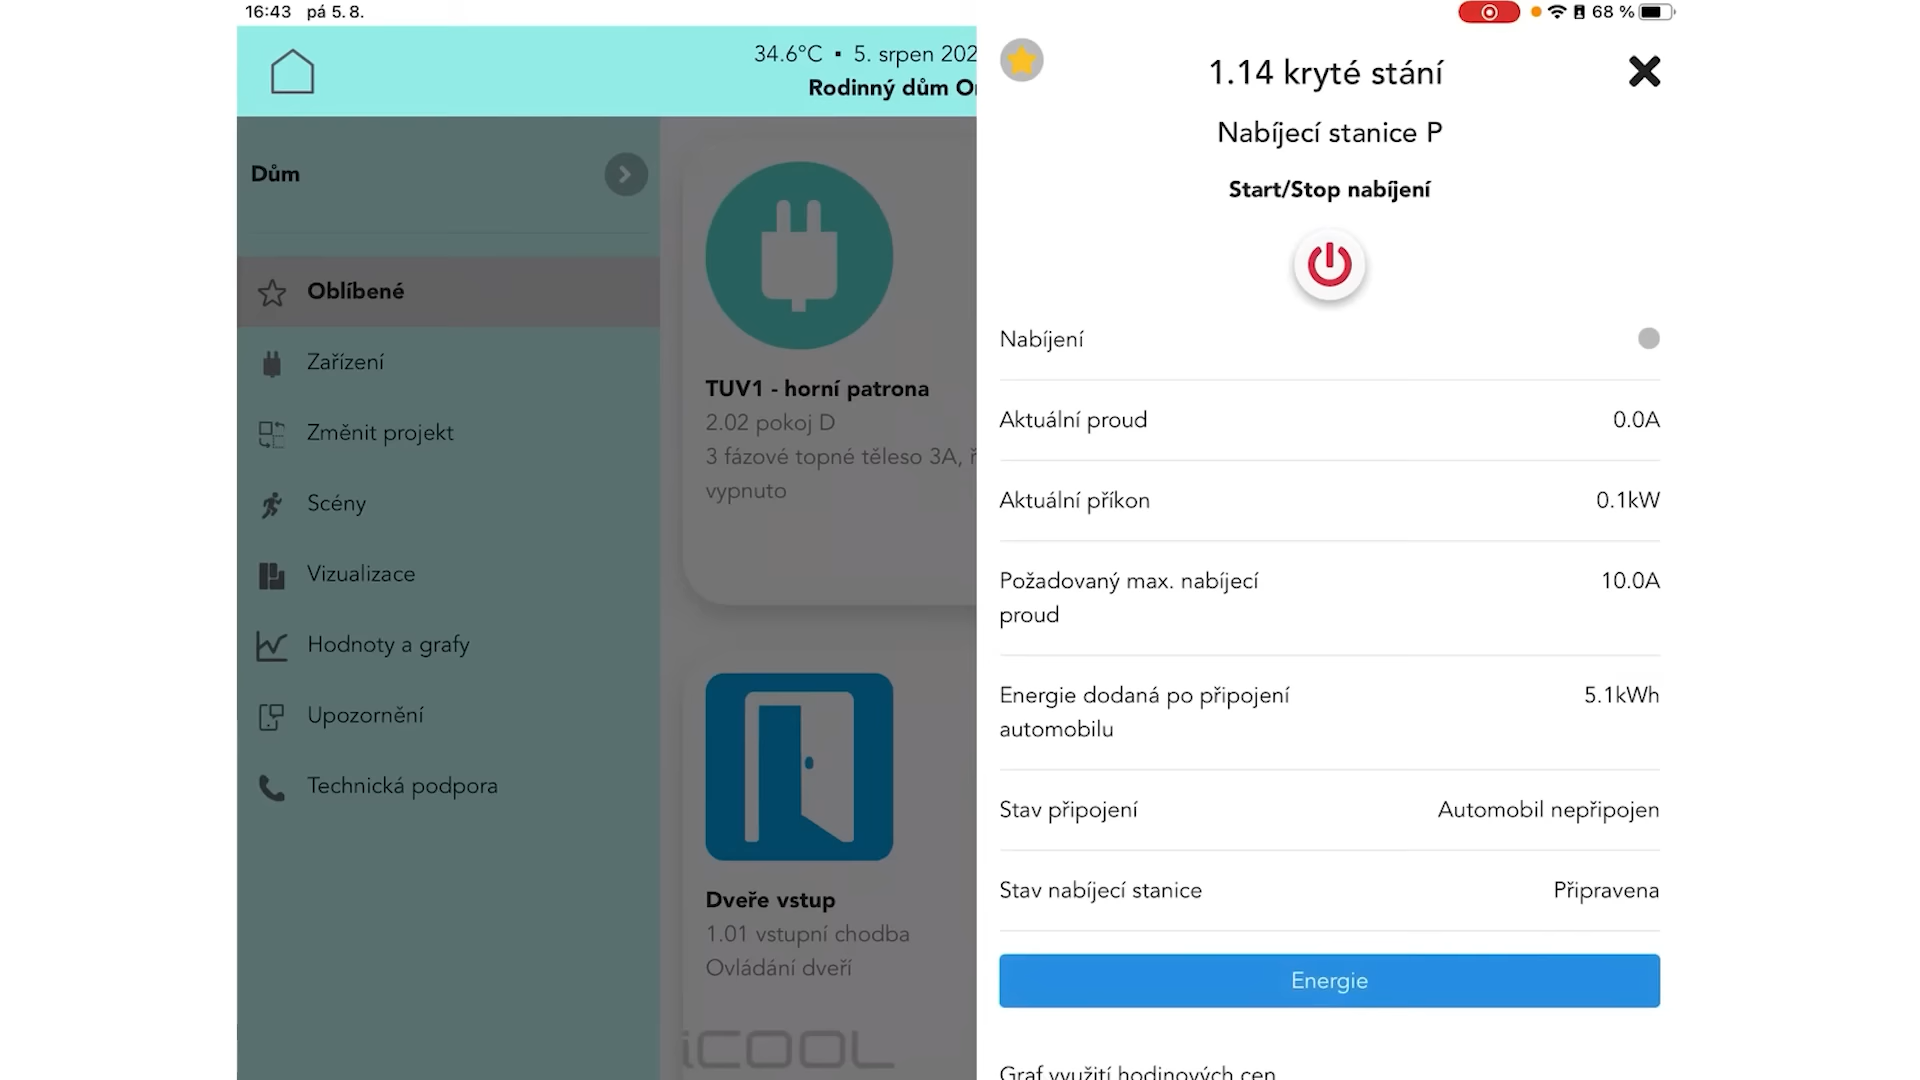 16:43 pá 5. 8.
68 %
34.6°C ▪ 5. srpen 202
Rodinný dům
Dům
Oblíbené
Zařízení
Změnit projekt
Scény
Vizualizace
Hodnoty a grafy
Upozornění
Technická podpora
TUV1 - horní patrona
2.02 pokoj D
3 fázové topné těleso 3A,
vypnuto
Dveře vstup
1.01 vstupní chodba
Ovládání dveří
iCOOL
1.14 kryté stání
Nabíjecí stanice P
Start/Stop nabíjení
Nabíjení
Aktuální proud 0.0A
Aktuální příkon 0.1kW
Požadovaný max. nabíjecí 10.0A
proud
Energie dodaná po připojení 5.1kWh
automobilu
Stav připojení Automobil nepřipojen
Stav nabíjecí stanice Připravena
Energie
Graf využití hodinových cen